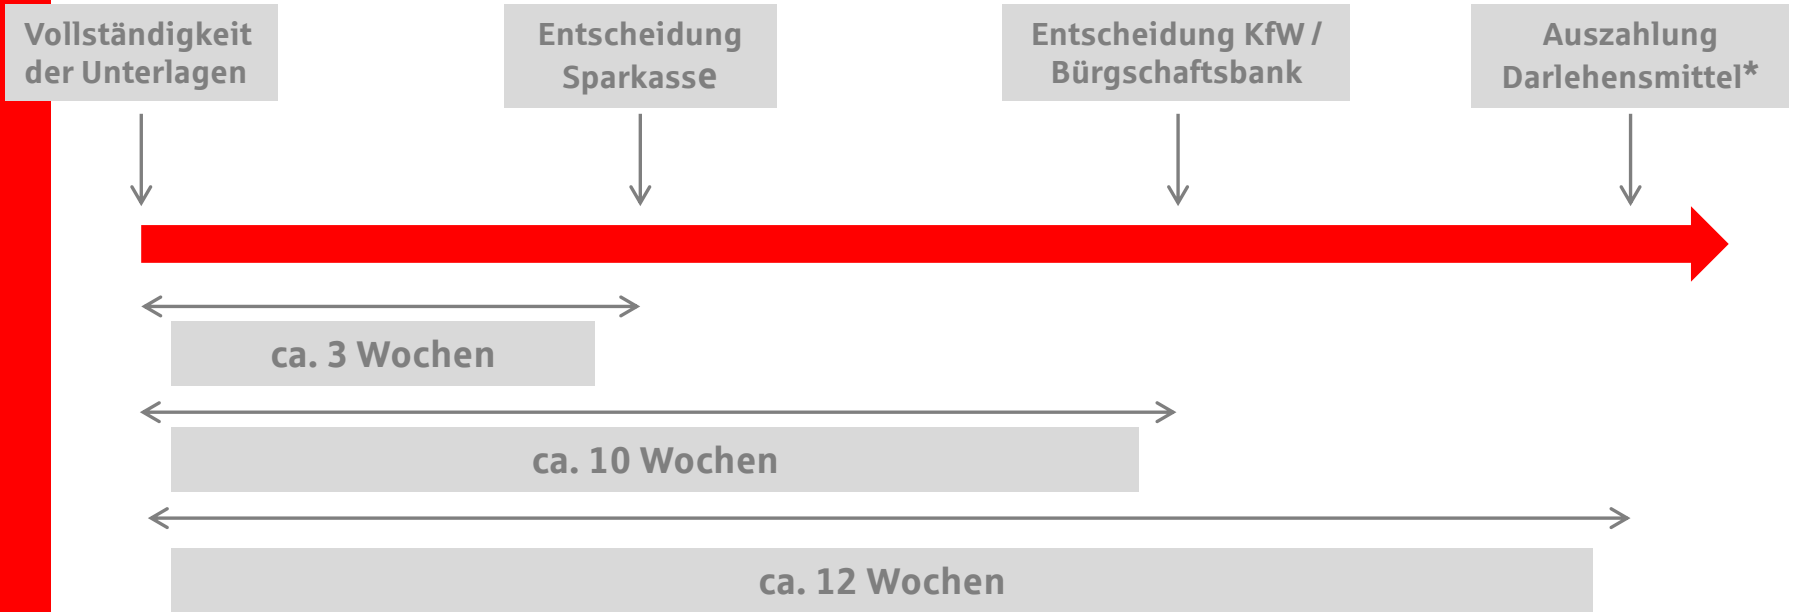 Vollständigkeit
der Unterlagen
Entscheidung
Sparkasse
Entscheidung KfW /
Bürgschaftsbank
Auszahlung
Darlehensmittel*
ca. 3 Wochen
ca. 10 Wochen
ca. 12 Wochen